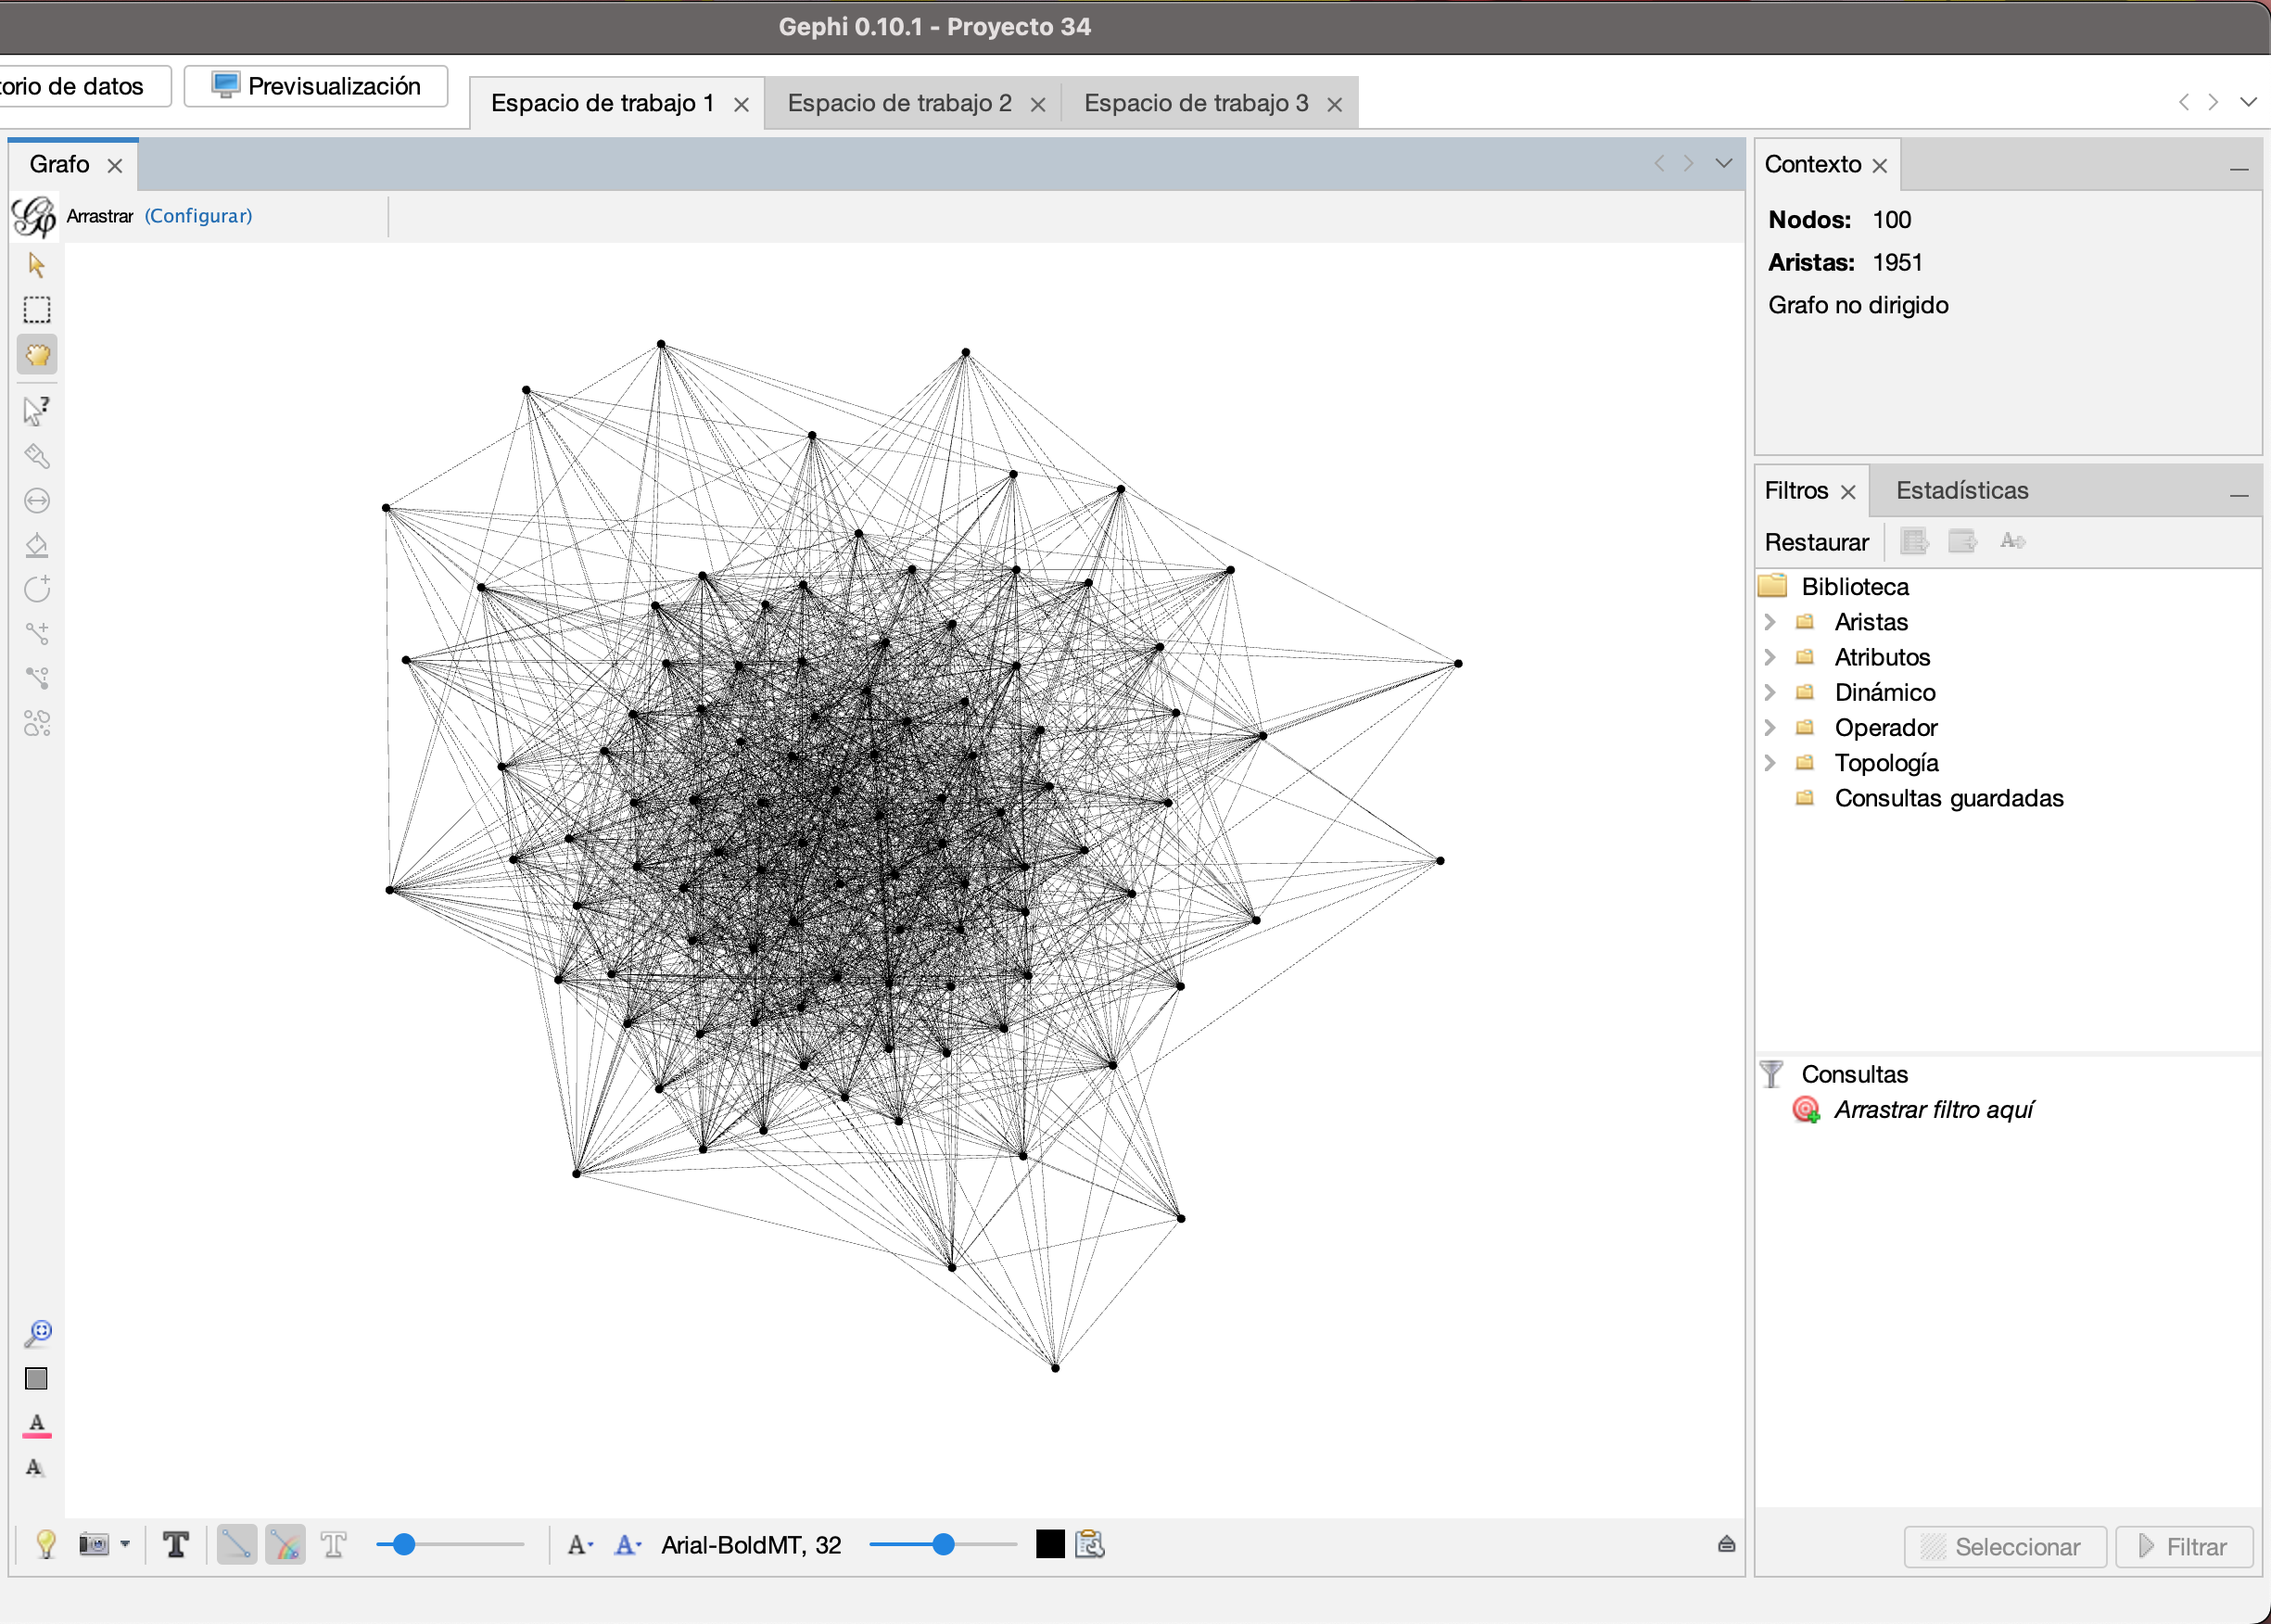 Gephi 0.10.1 - Proyecto 34
torio de datos
Previsualización
Espacio de trabajo 1
Espacio de trabajo 2
Espacio de trabajo 3
Grafo
Arrastrar (Configurar)
Contexto
Nodos: 100
Aristas: 1951
Grafo no dirigido
Filtros
Estadísticas
Restaurar
Biblioteca
Aristas
Atributos
Dinámico
Operador
Topología
Consultas guardadas
Consultas
Arrastrar filtro aquí
Arial-BoldMT, 32
Seleccionar
Filtrar